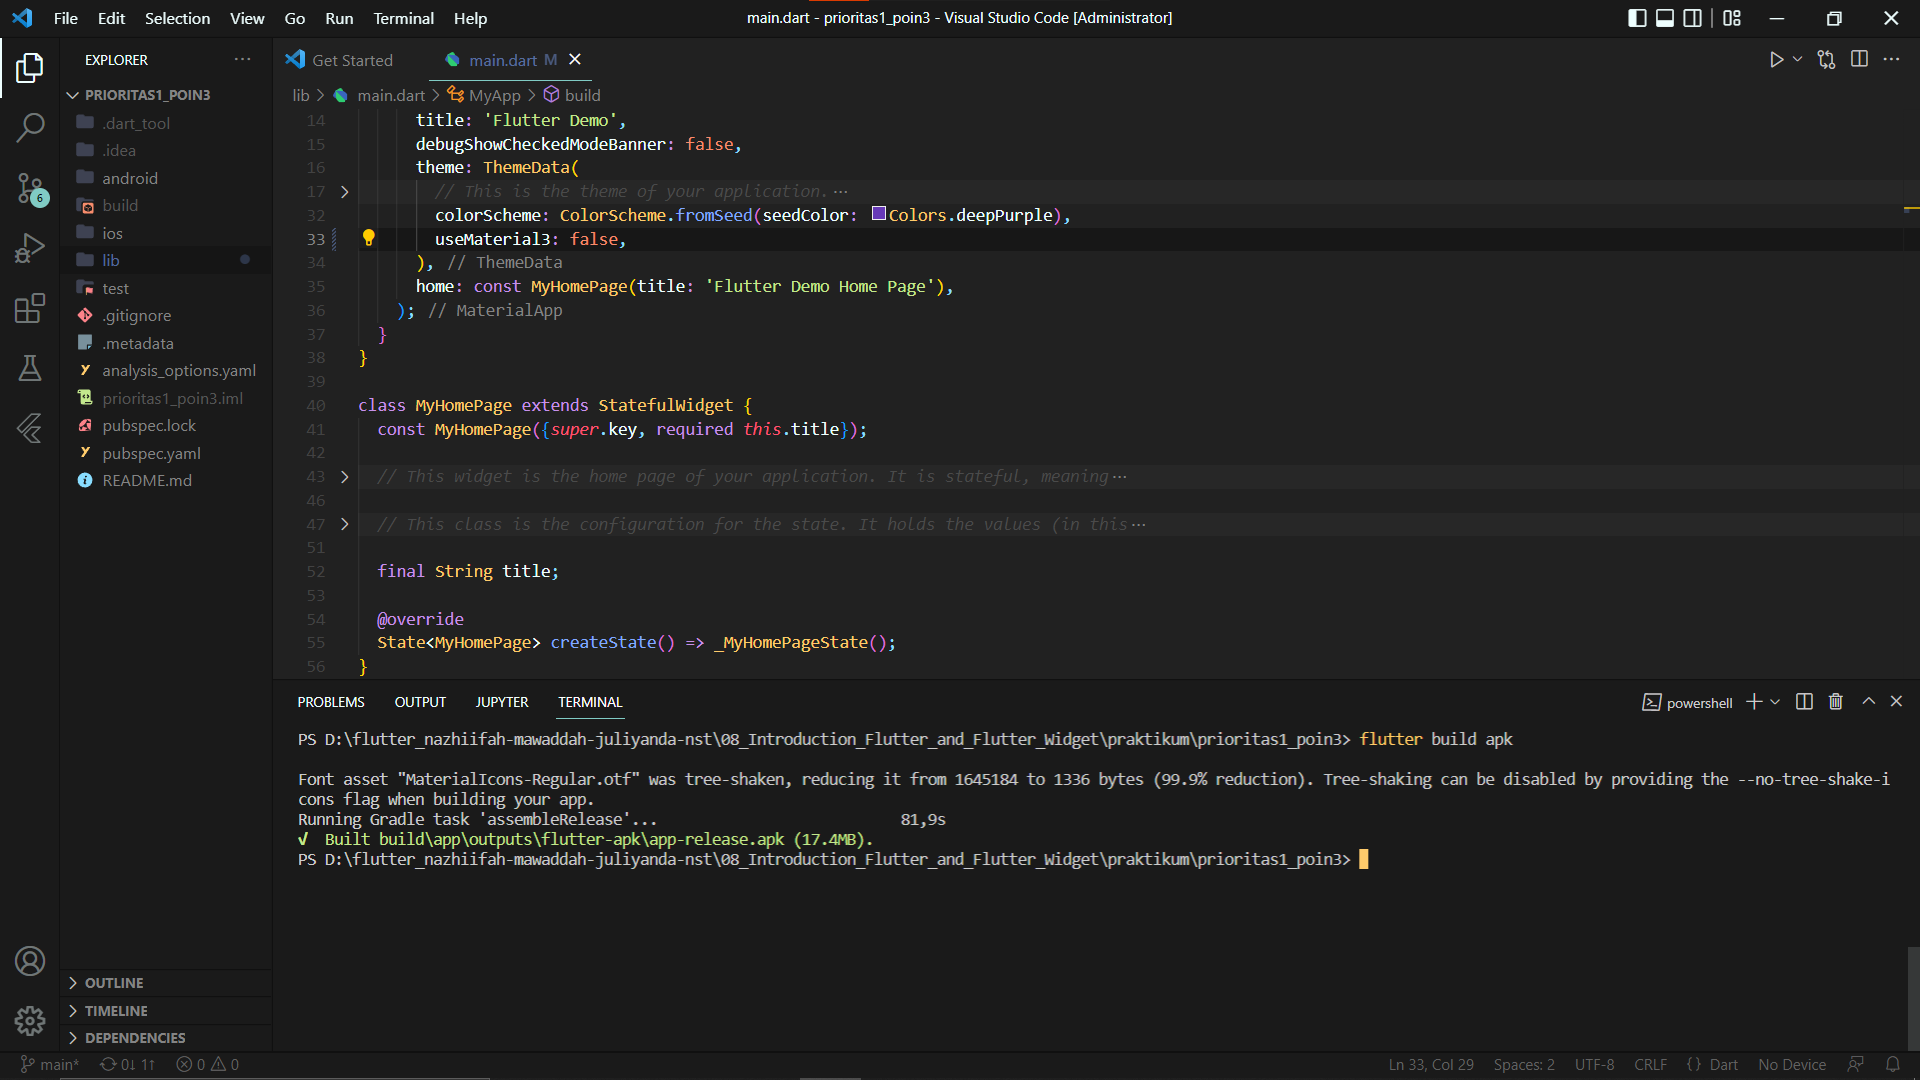 File Edit Selection View Go Run Terminal Help
main.dart - prioritas1_poin3 - Visual Studio Code [Administrator]
EXPLORER
PRIORITAS1_POIN3
.dart_tool
.idea
android
build
ios
lib
test
.gitignore
.metadata
analysis_options.yaml
prioritas1_poin3.iml
pubspec.lock
pubspec.yaml
README.md
OUTLINE
TIMELINE
DEPENDENCIES
6
Get Started
main.dart M
lib > main.dart > MyApp > build
14 title: 'Flutter Demo',
15 debugShowCheckedModeBanner: false,
16 theme: ThemeData(
17 // This is the theme of your application. ···
32 colorScheme: ColorScheme.fromSeed(seedColor: Colors.deepPurple),
33 useMaterial3: false,
34 ), // ThemeData
35 home: const MyHomePage(title: 'Flutter Demo Home Page'),
36 ); // MaterialApp
37 }
38 }
39
40 class MyHomePage extends StatefulWidget {
41 const MyHomePage({super.key, required this.title});
42
43 // This widget is the home page of your application. It is stateful, meaning ···
46
47 // This class is the configuration for the state. It holds the values (in this ···
51
52 final String title;
53
54 @override
55 State<MyHomePage> createState() => _MyHomePageState();
56 }
PROBLEMS OUTPUT JUPYTER TERMINAL
powershell
PS D:\flutter_nazhiifah-mawaddah-juliyanda-nst\08_Introduction_Flutter_and_Flutter_Widget\praktikum\prioritas1_poin3> flutter build apk
Font asset "MaterialIcons-Regular.otf" was tree-shaken, reducing it from 1645184 to 1336 bytes (99.9% reduction). Tree-shaking can be disabled by providing the --no-tree-shake-i
cons flag when building your app.
Running Gradle task 'assembleRelease'... 81,9s
√ Built build\app\outputs\flutter-apk\app-release.apk (17.4MB).
PS D:\flutter_nazhiifah-mawaddah-juliyanda-nst\08_Introduction_Flutter_and_Flutter_Widget\praktikum\prioritas1_poin3>
main* 0↓ 1↑ 0 0
Ln 33, Col 29 Spaces: 2 UTF-8 CRLF {} Dart No Device